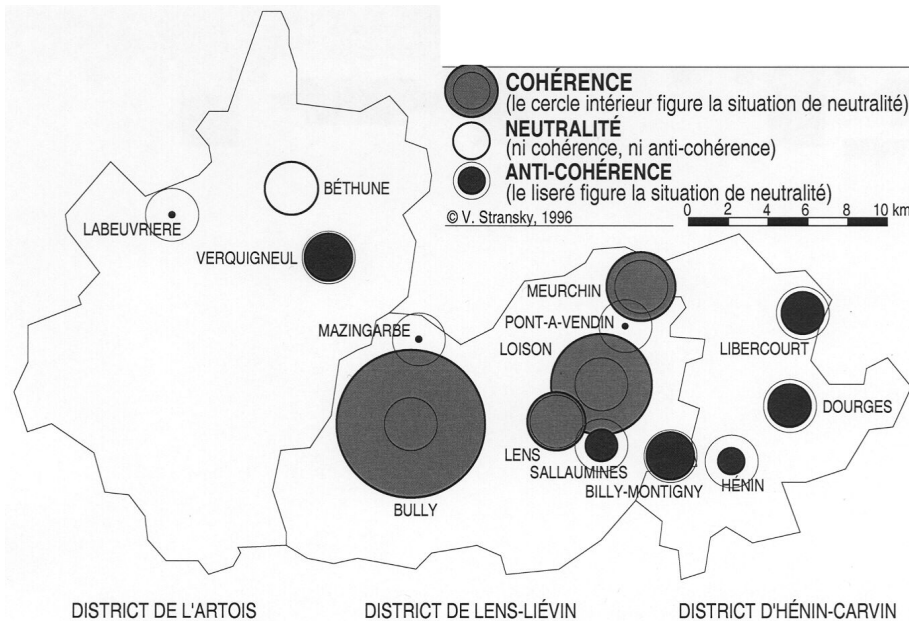 COHÉRENCE
(le cercle intérieur figure la situation de neutralité)
NEUTRALITÉ
(ni cohérence, ni anti-cohérence)
ANTI-COHÉRENCE
(le liseré figure la situation de neutralité)
© V. Stransky, 1996
0 2 4 6 8 10 km
BÉTHUNE
LABEUVRIERE
VERQUIGNEUL
MEURCHIN
MAZINGARBE
PONT-A-VENDIN
LOISON
LIBERCOURT
DOURGES
LENS
SALLAUMINES
BILLY-MONTIGNY
HÉNIN
BULLY
DISTRICT DE L'ARTOIS
DISTRICT DE LENS-LIÉVIN
DISTRICT D'HÉNIN-CARVIN